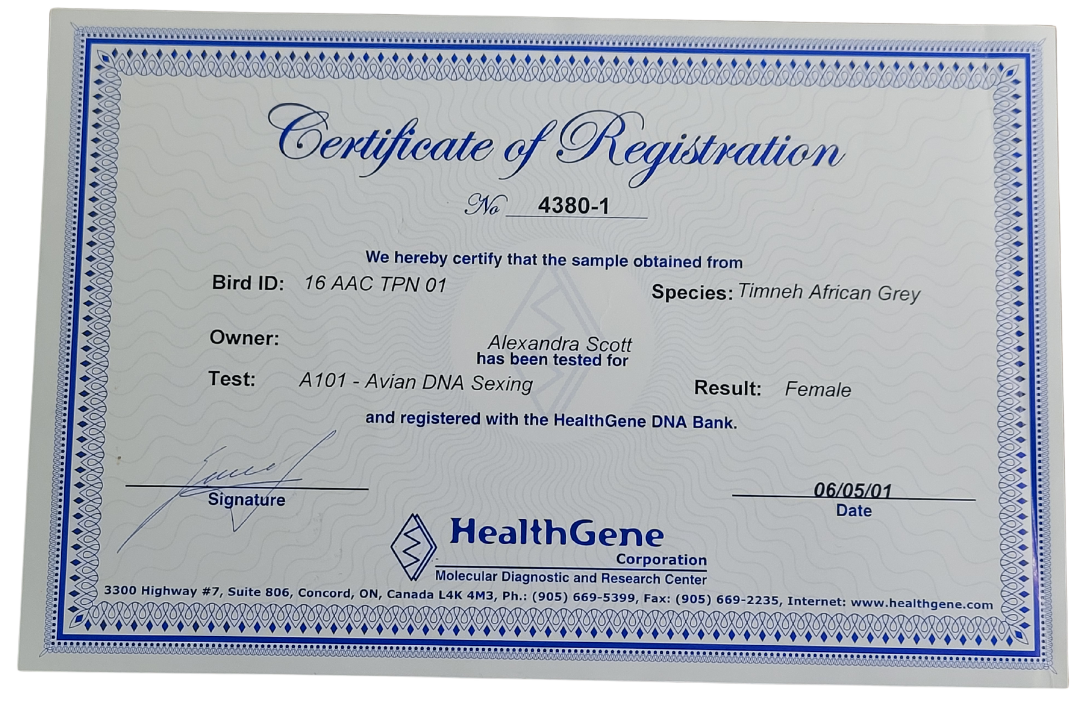 Certificate of Registration
No 4380-1
We hereby certify that the sample obtained from
Bird ID: 16 AAC TPN 01 Species: Timneh African Grey
Owner: Alexandra Scott
has been tested for
Test: A101 - Avian DNA Sexing Result: Female
and registered with the HealthGene DNA Bank.
Signature
06/05/01
Date
HealthGene
Corporation
Molecular Diagnostic and Research Center
3300 Highway #7, Suite 806, Concord, ON, Canada L4K 4M3, Ph.: (905) 669-5399, Fax: (905) 669-2235, Internet: www.healthgene.com